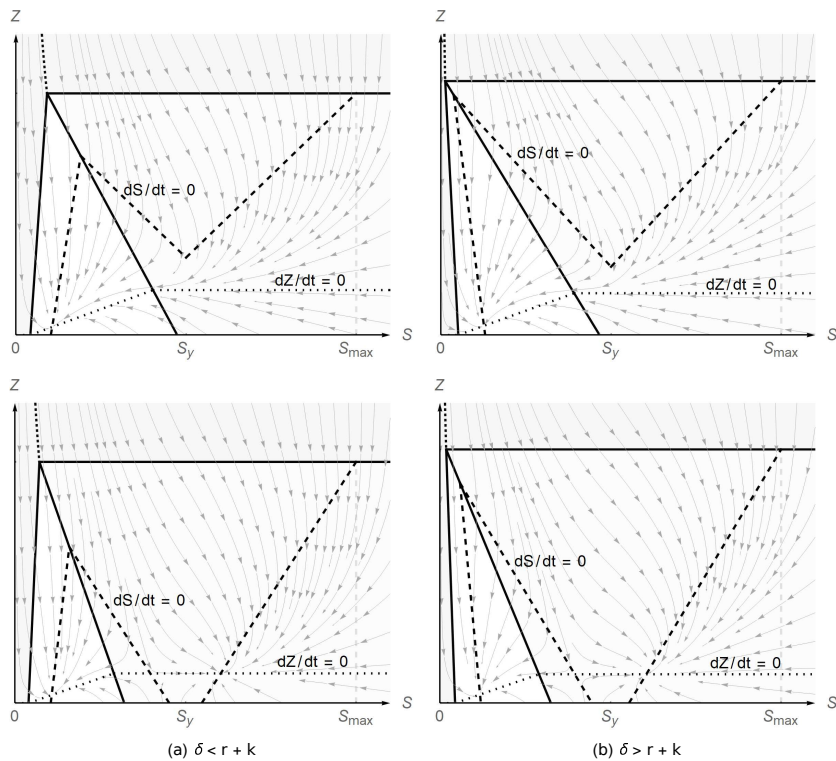 Z
Z
dS/dt = 0
dS/dt = 0
dZ/dt = 0
dZ/dt = 0
0
S_y
S_max
S
0
S_y
S_max
S
Z
Z
dS/dt = 0
dS/dt = 0
dZ/dt = 0
dZ/dt = 0
0
S_y
S_max
S
0
S_y
S_max
S
(a) δ < r + k
(b) δ > r + k